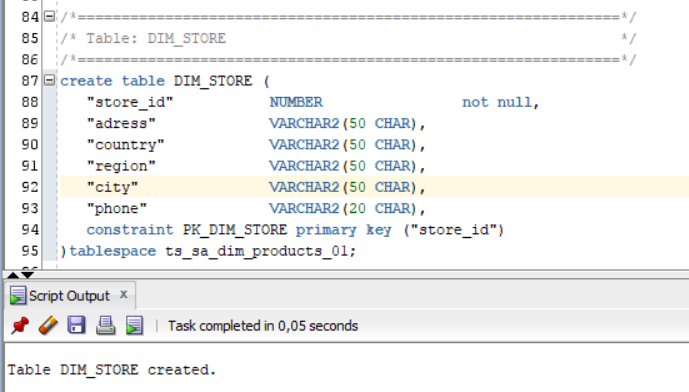 84 /*==============================================================*/
85 /* Table: DIM_STORE */
86 /*==============================================================*/
87 create table DIM_STORE (
88 "store_id" NUMBER not null,
89 "adress" VARCHAR2(50 CHAR),
90 "country" VARCHAR2(50 CHAR),
91 "region" VARCHAR2(50 CHAR),
92 "city" VARCHAR2(50 CHAR),
93 "phone" VARCHAR2(20 CHAR),
94 constraint PK_DIM_STORE primary key ("store_id")
95 )tablespace ts_sa_dim_products_01;
Script Output x
Task completed in 0,05 seconds
Table DIM_STORE created.